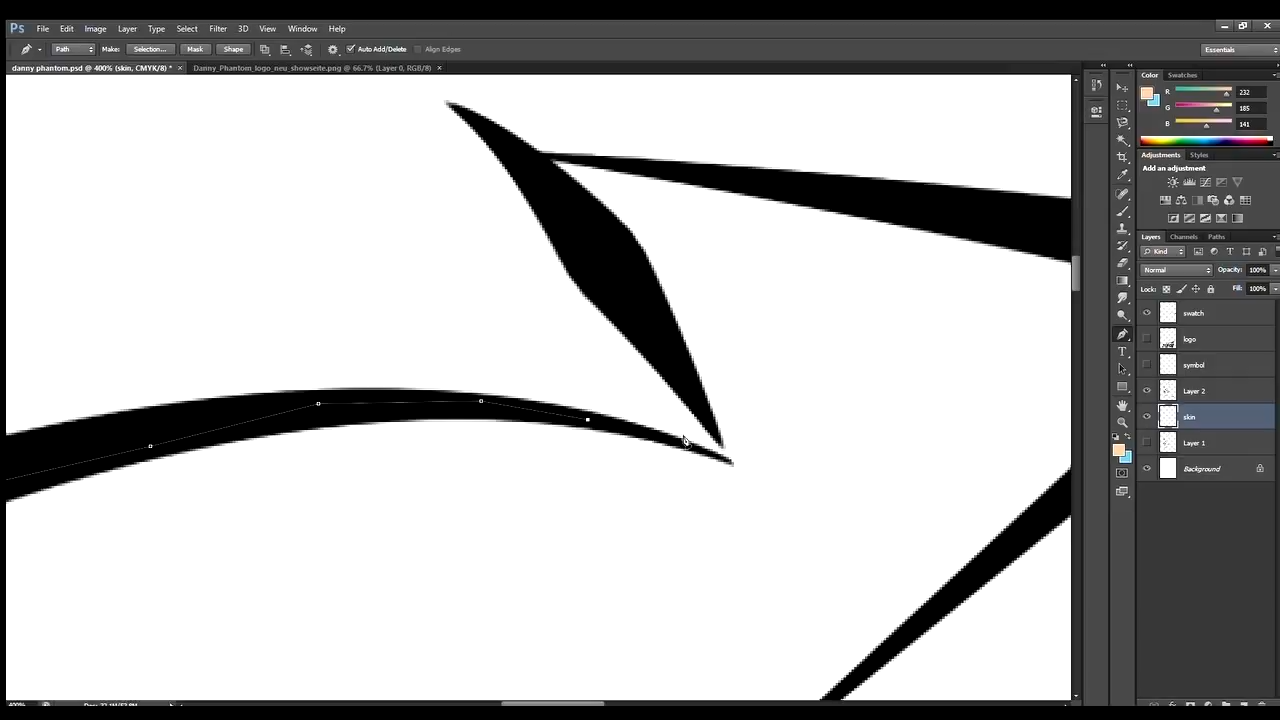 Ps File Edit Image Layer Type Select Filter 3D View Window Help
Path Make: Selection... Mask Shape Auto Add/Delete Align Edges Essentials
danny phantom.psd @ 400% (skin, CMYK/8) * × Danny_Phantom_logo_neu_showseite.png @ 66.7% (Layer 0, RGB/8) ×
Color Swatches
R 232
G 185
B 141
Adjustments Styles
Add an adjustment
Layers Channels Paths
Kind T
Normal Opacity: 100%
Lock: Fill: 100%
swatch
logo
symbol
Layer 2
skin
Layer 1
Background
T